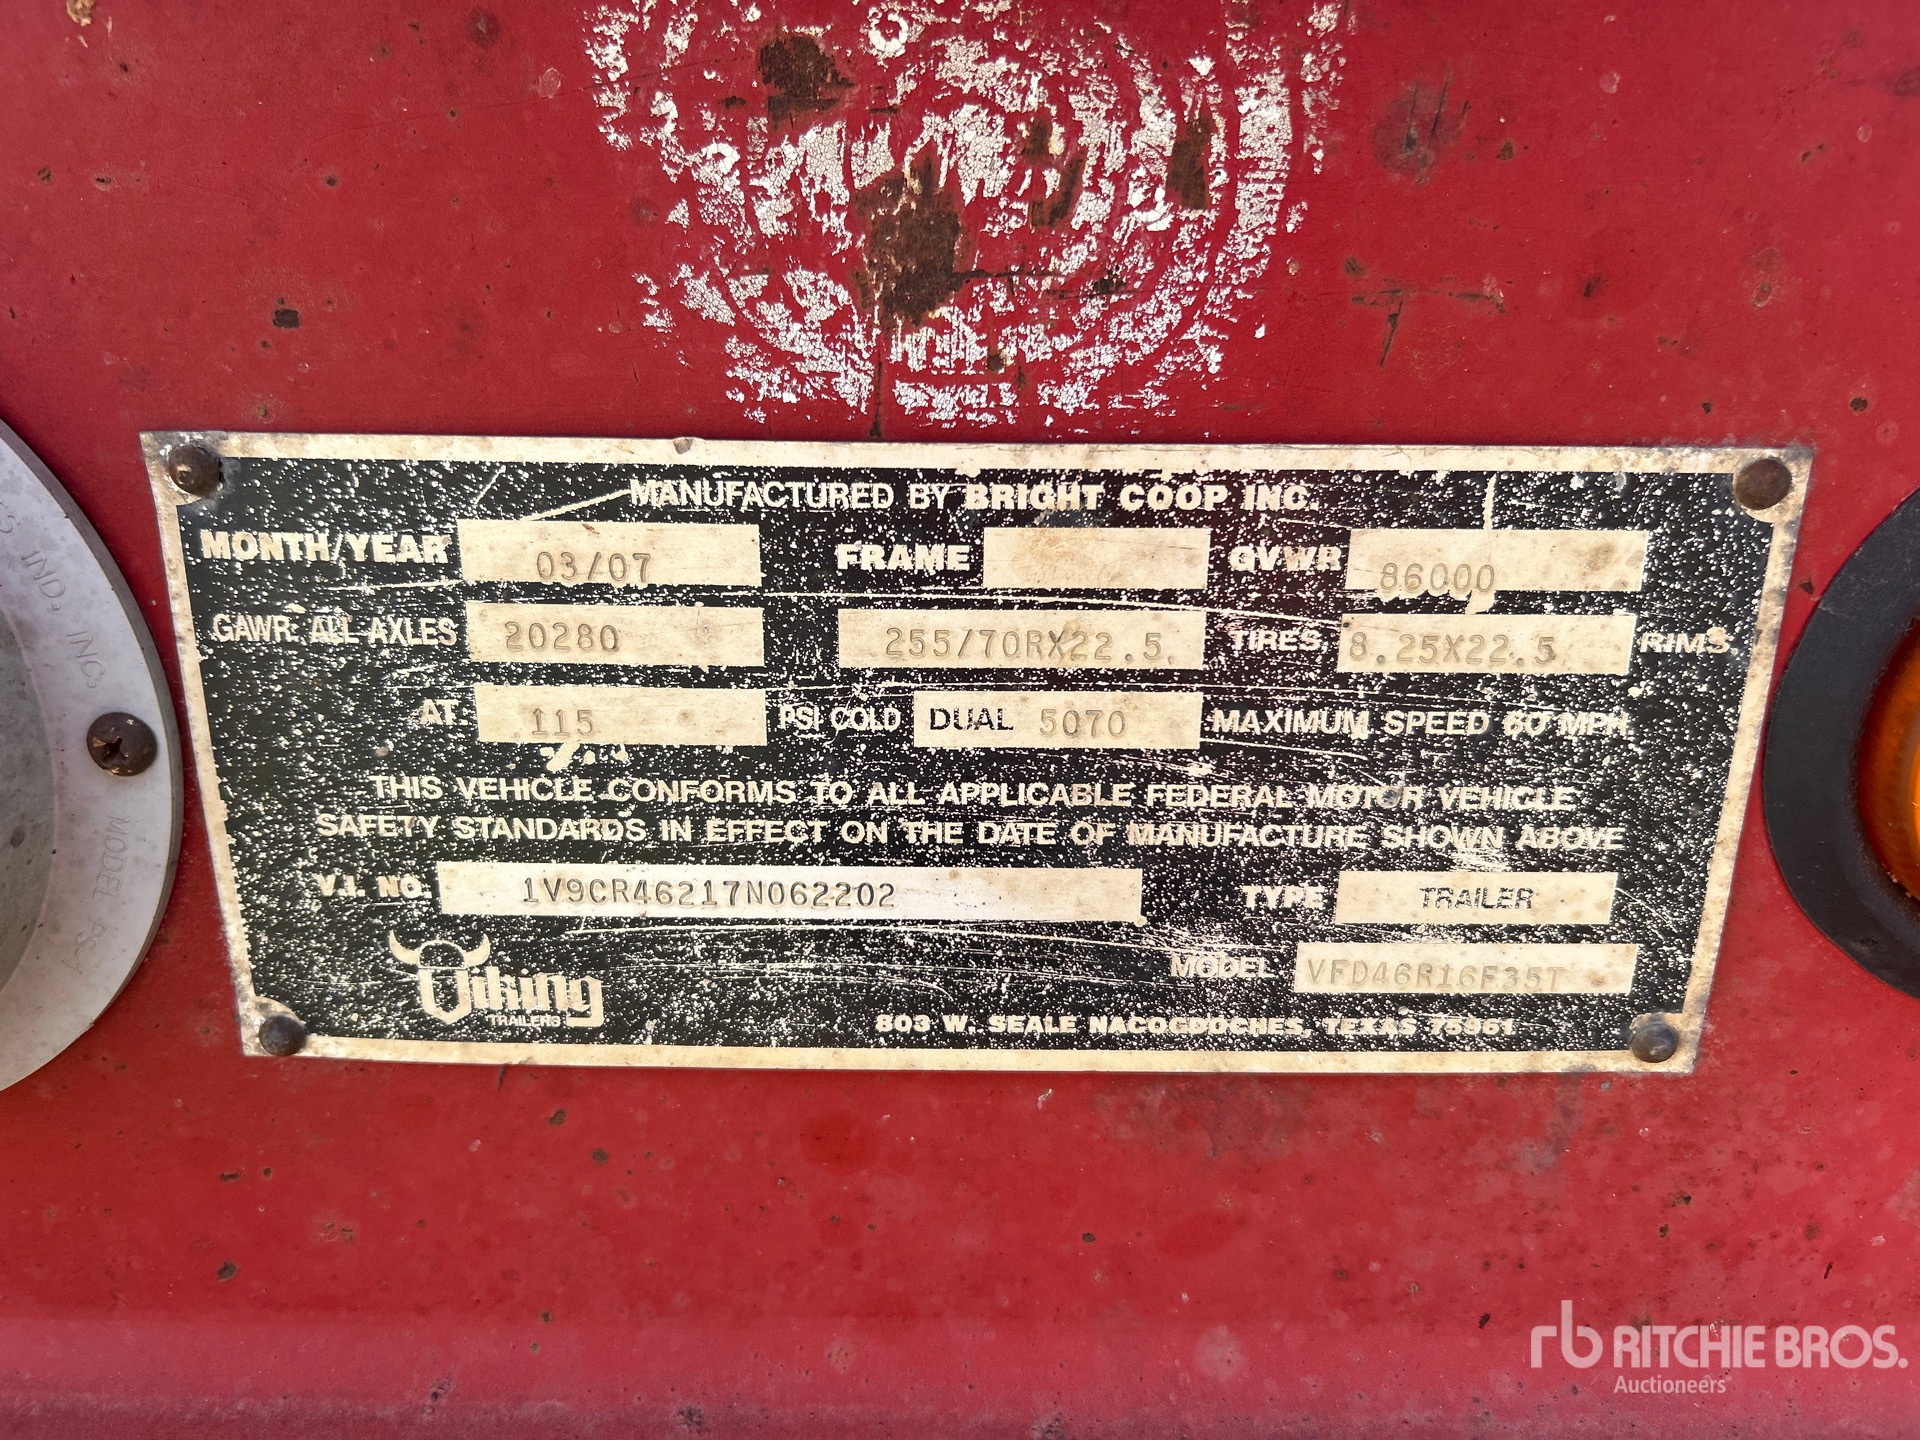 MANUFACTURED BY BRIGHT COOP INC.
MONTH/YEAR 03/07 FRAME GVWR 86000
GAWR: ALL AXLES 20280 255/70RX22.5 TIRES, 8.25X22.5 RIMS,
AT 115 PSI COLD DUAL 5070 MAXIMUM SPEED 60 MPH
THIS VEHICLE CONFORMS TO ALL APPLICABLE FEDERAL MOTOR VEHICLE
SAFETY STANDARDS IN EFFECT ON THE DATE OF MANUFACTURE SHOWN ABOVE
V.I. NO. 1V9CR46217N062202 TYPE TRAILER
MODEL VFD46R16F35T
Viking
TRAILERS
803 W. SEALE NACOGDOCHES, TEXAS 75961
IND. INC. MODEL
rb RITCHIE BROS.
Auctioneers